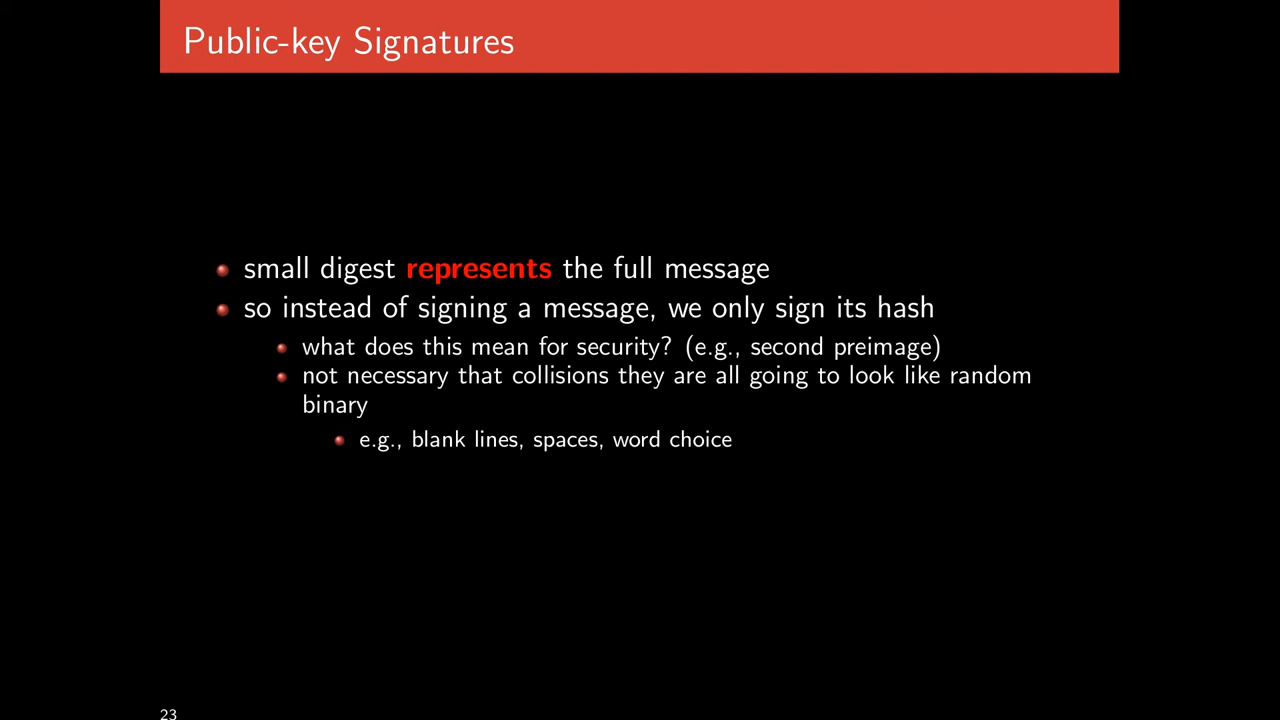 Public-key Signatures
small digest represents the full message
so instead of signing a message, we only sign its hash
what does this mean for security? (e.g., second preimage)
not necessary that collisions they are all going to look like random
binary
e.g., blank lines, spaces, word choice
23